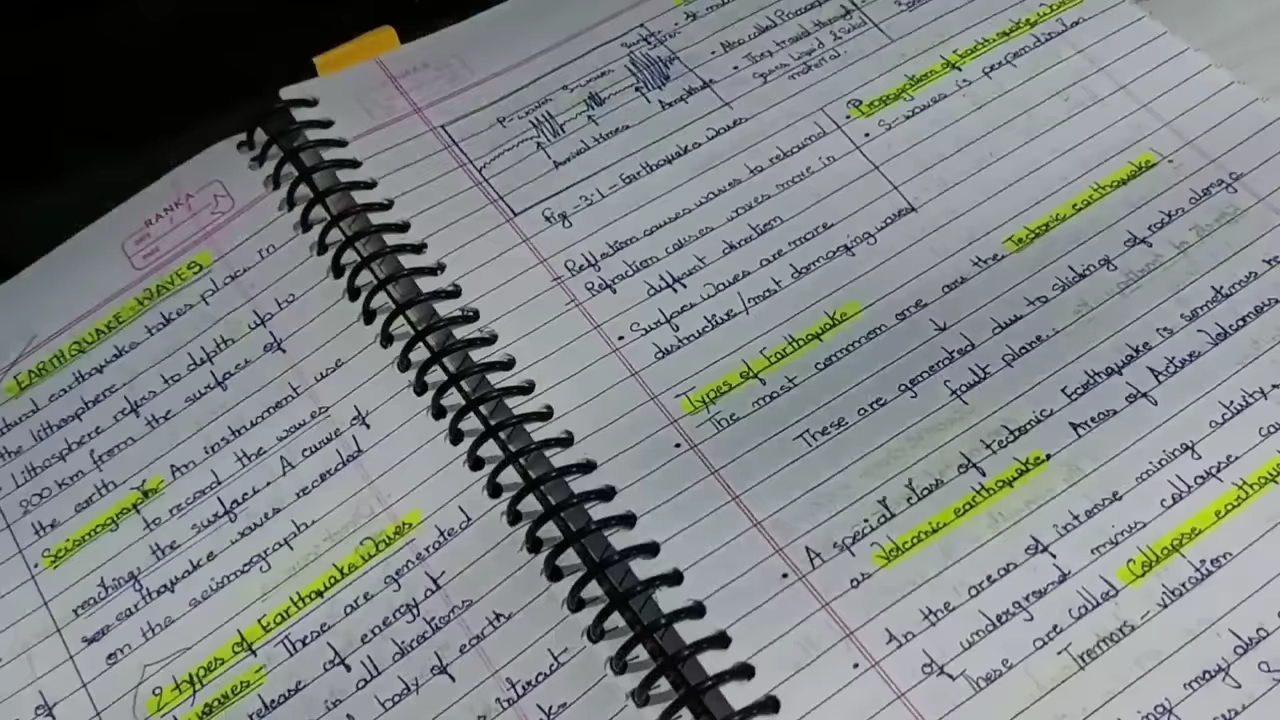 RANKA
EARTHQUAKE WAVES
tural earthquake takes place in
the lithosphere.
Lithosphere refers to depth up to
200 km from the surface of
the earth
Seismograph An instrument use
to record the waves
reaching the surface. A curve of
earthquake waves recorded
on the seismograph.
2 types of Earthquake Waves
waves:- These are generated
release of energy at
in all directions
body of earth
interact
P-waves S-waves
Arrival times
Amplitude
Fig - 3.1 - Earthquake Waves
Also called Primary
They travel through
gases liquid & solid
material.
Propagation of Earthquake Waves
S-waves is perpendicular
Reflection causes waves to rebound
Refraction causes waves move in
different direction
Surface Waves are more
distructive/most damaging waves
Types of Earthquake
The most common one are the Tectonic earthquake
These are generated due to sliding of rocks along a
fault plane.
A special class of tectonic Earthquake is sometimes
as Volcanic earthquake. Areas of Active Volcanoes
In the areas of intense mining activity,
of underground mines collapse
These are called Collapse
Tremors - vibration
may also